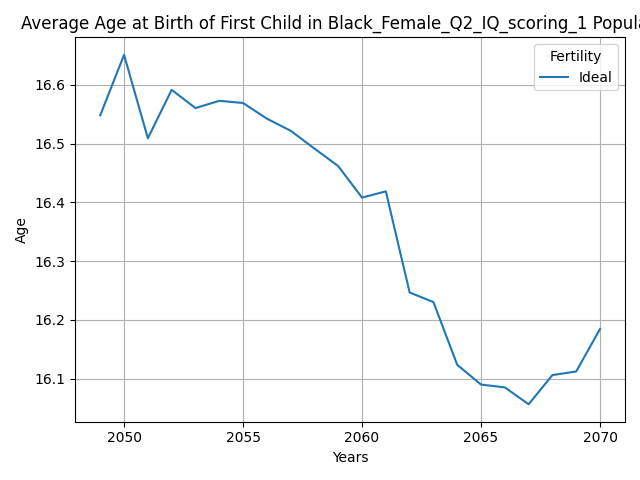 Average Age at Birth of First Child in Black_Female_Q2_IQ_scoring_1 Popula
Fertility
Ideal
16.6
16.5
16.4
16.3
16.2
16.1
Age
2050 2055 2060 2065 2070
Years